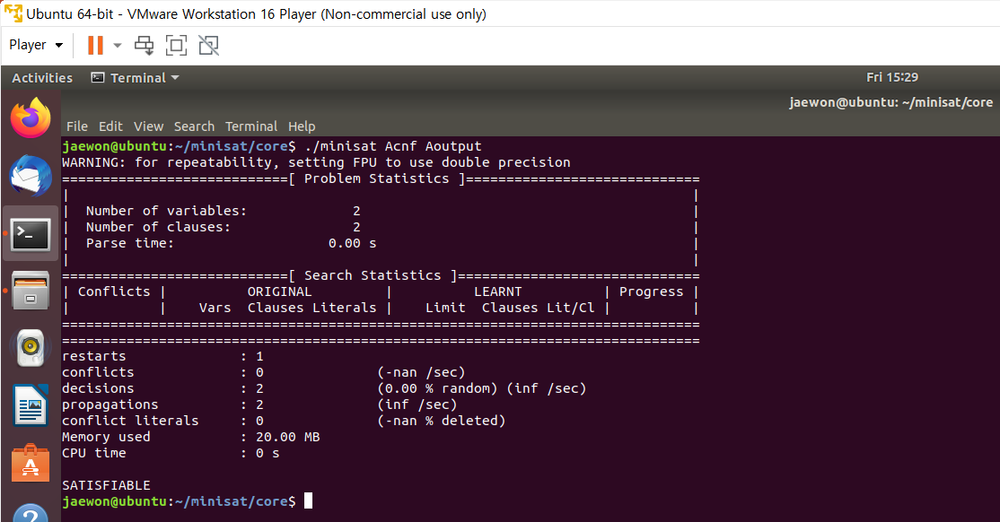 Ubuntu 64-bit - VMware Workstation 16 Player (Non-commercial use only)
Player
Activities Terminal Fri 15:29
jaewon@ubuntu: ~/minisat/core
File Edit View Search Terminal Help
jaewon@ubuntu:~/minisat/core$ ./minisat Acnf Aoutput
WARNING: for repeatability, setting FPU to use double precision
============================[ Problem Statistics ]=============================
|                                                                             |
|  Number of variables:             2                                         |
|  Number of clauses:               2                                         |
|  Parse time:                   0.00 s                                       |
|                                                                             |
============================[ Search Statistics ]==============================
| Conflicts |          ORIGINAL         |          LEARNT          | Progress |
|           |    Vars  Clauses Literals |    Limit  Clauses Lit/Cl |          |
===============================================================================
===============================================================================
restarts              : 1
conflicts             : 0              (-nan /sec)
decisions             : 2              (0.00 % random) (inf /sec)
propagations          : 2              (inf /sec)
conflict literals     : 0              (-nan % deleted)
Memory used           : 20.00 MB
CPU time              : 0 s
SATISFIABLE
jaewon@ubuntu:~/minisat/core$